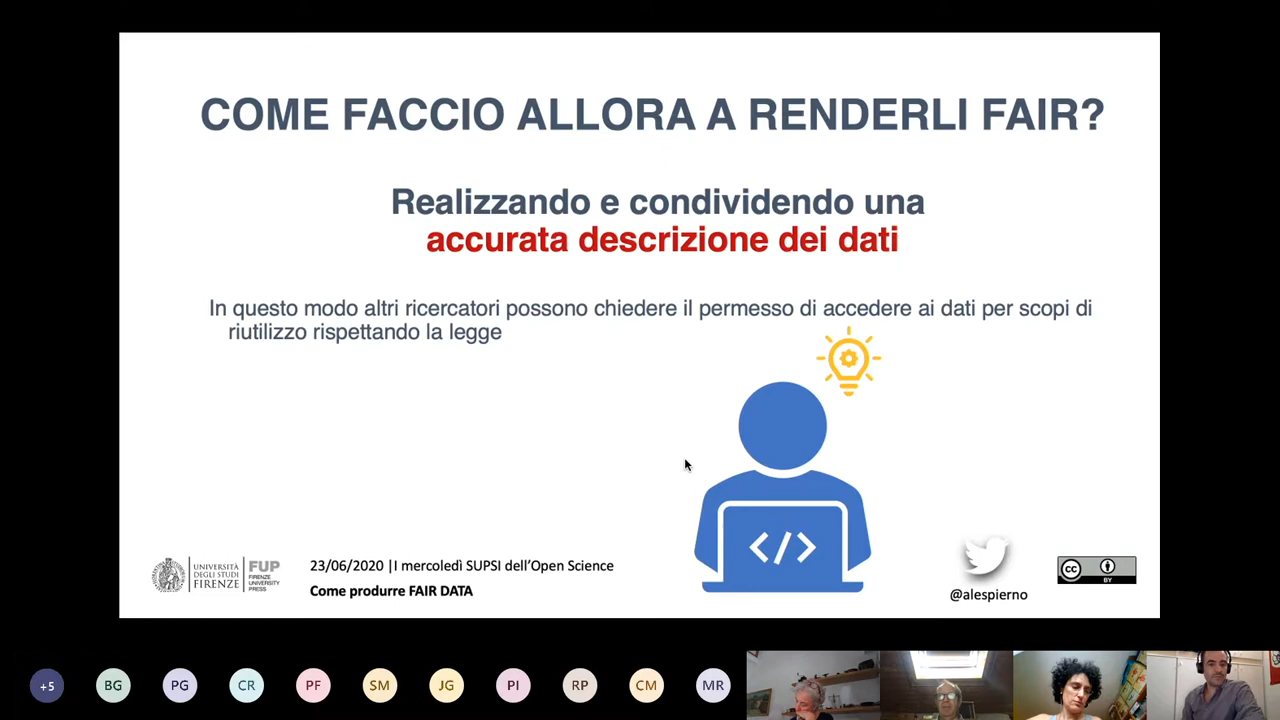 COME FACCIO ALLORA A RENDERLI FAIR?
Realizzando e condividendo una
accurata descrizione dei dati
In questo modo altri ricercatori possono chiedere il permesso di accedere ai dati per scopi di
riutilizzo rispettando la legge
</>
UNIVERSITÀ
DEGLI STUDI
FIRENZE
FUP
FIRENZE
UNIVERSITY
PRESS
23/06/2020 |I mercoledì SUPSI dell’Open Science
Come produrre FAIR DATA
@alespierno
CC
BY
+5
BG
PG
CR
PF
SM
JG
PI
RP
CM
MR